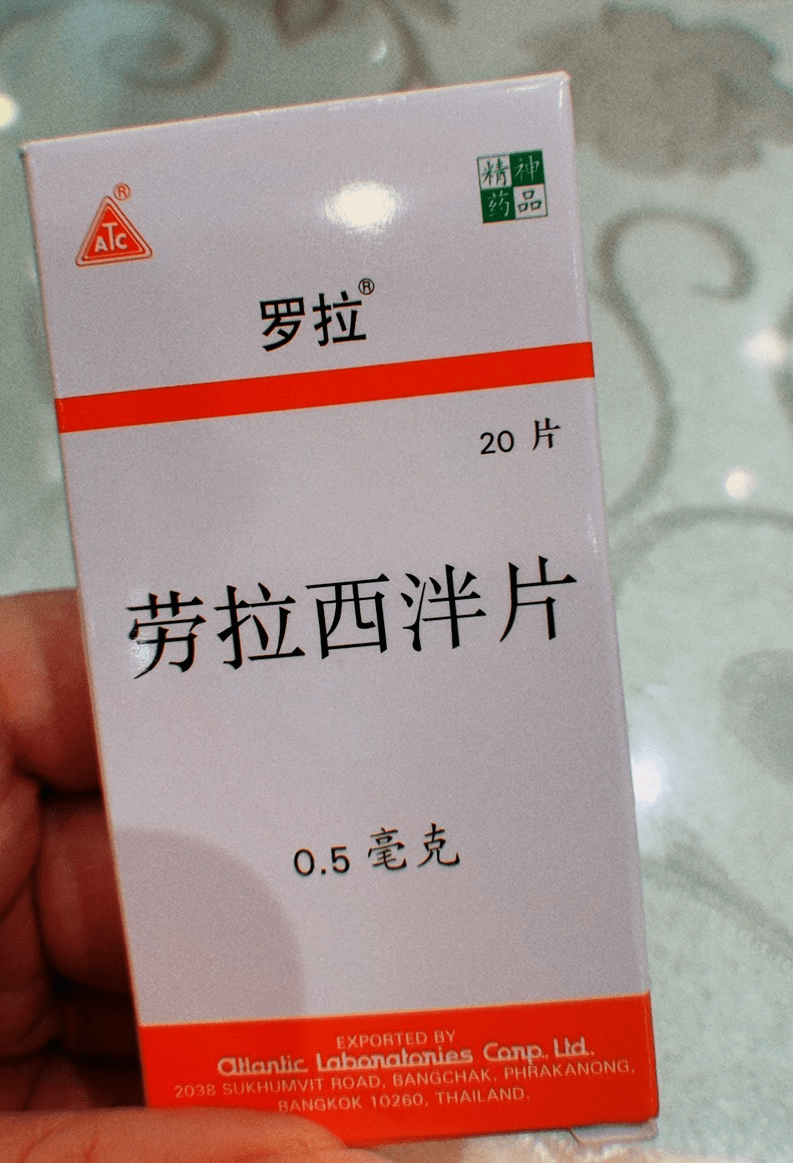 ATC®
精神
药品
罗拉®
20 片
劳拉西泮片
0.5 毫克
EXPORTED BY
Atlantic Laboratories Corp., Ltd.
2038 SUKHUMVIT ROAD, BANGCHAK, PHRAKANONG,
BANGKOK 10260, THAILAND.